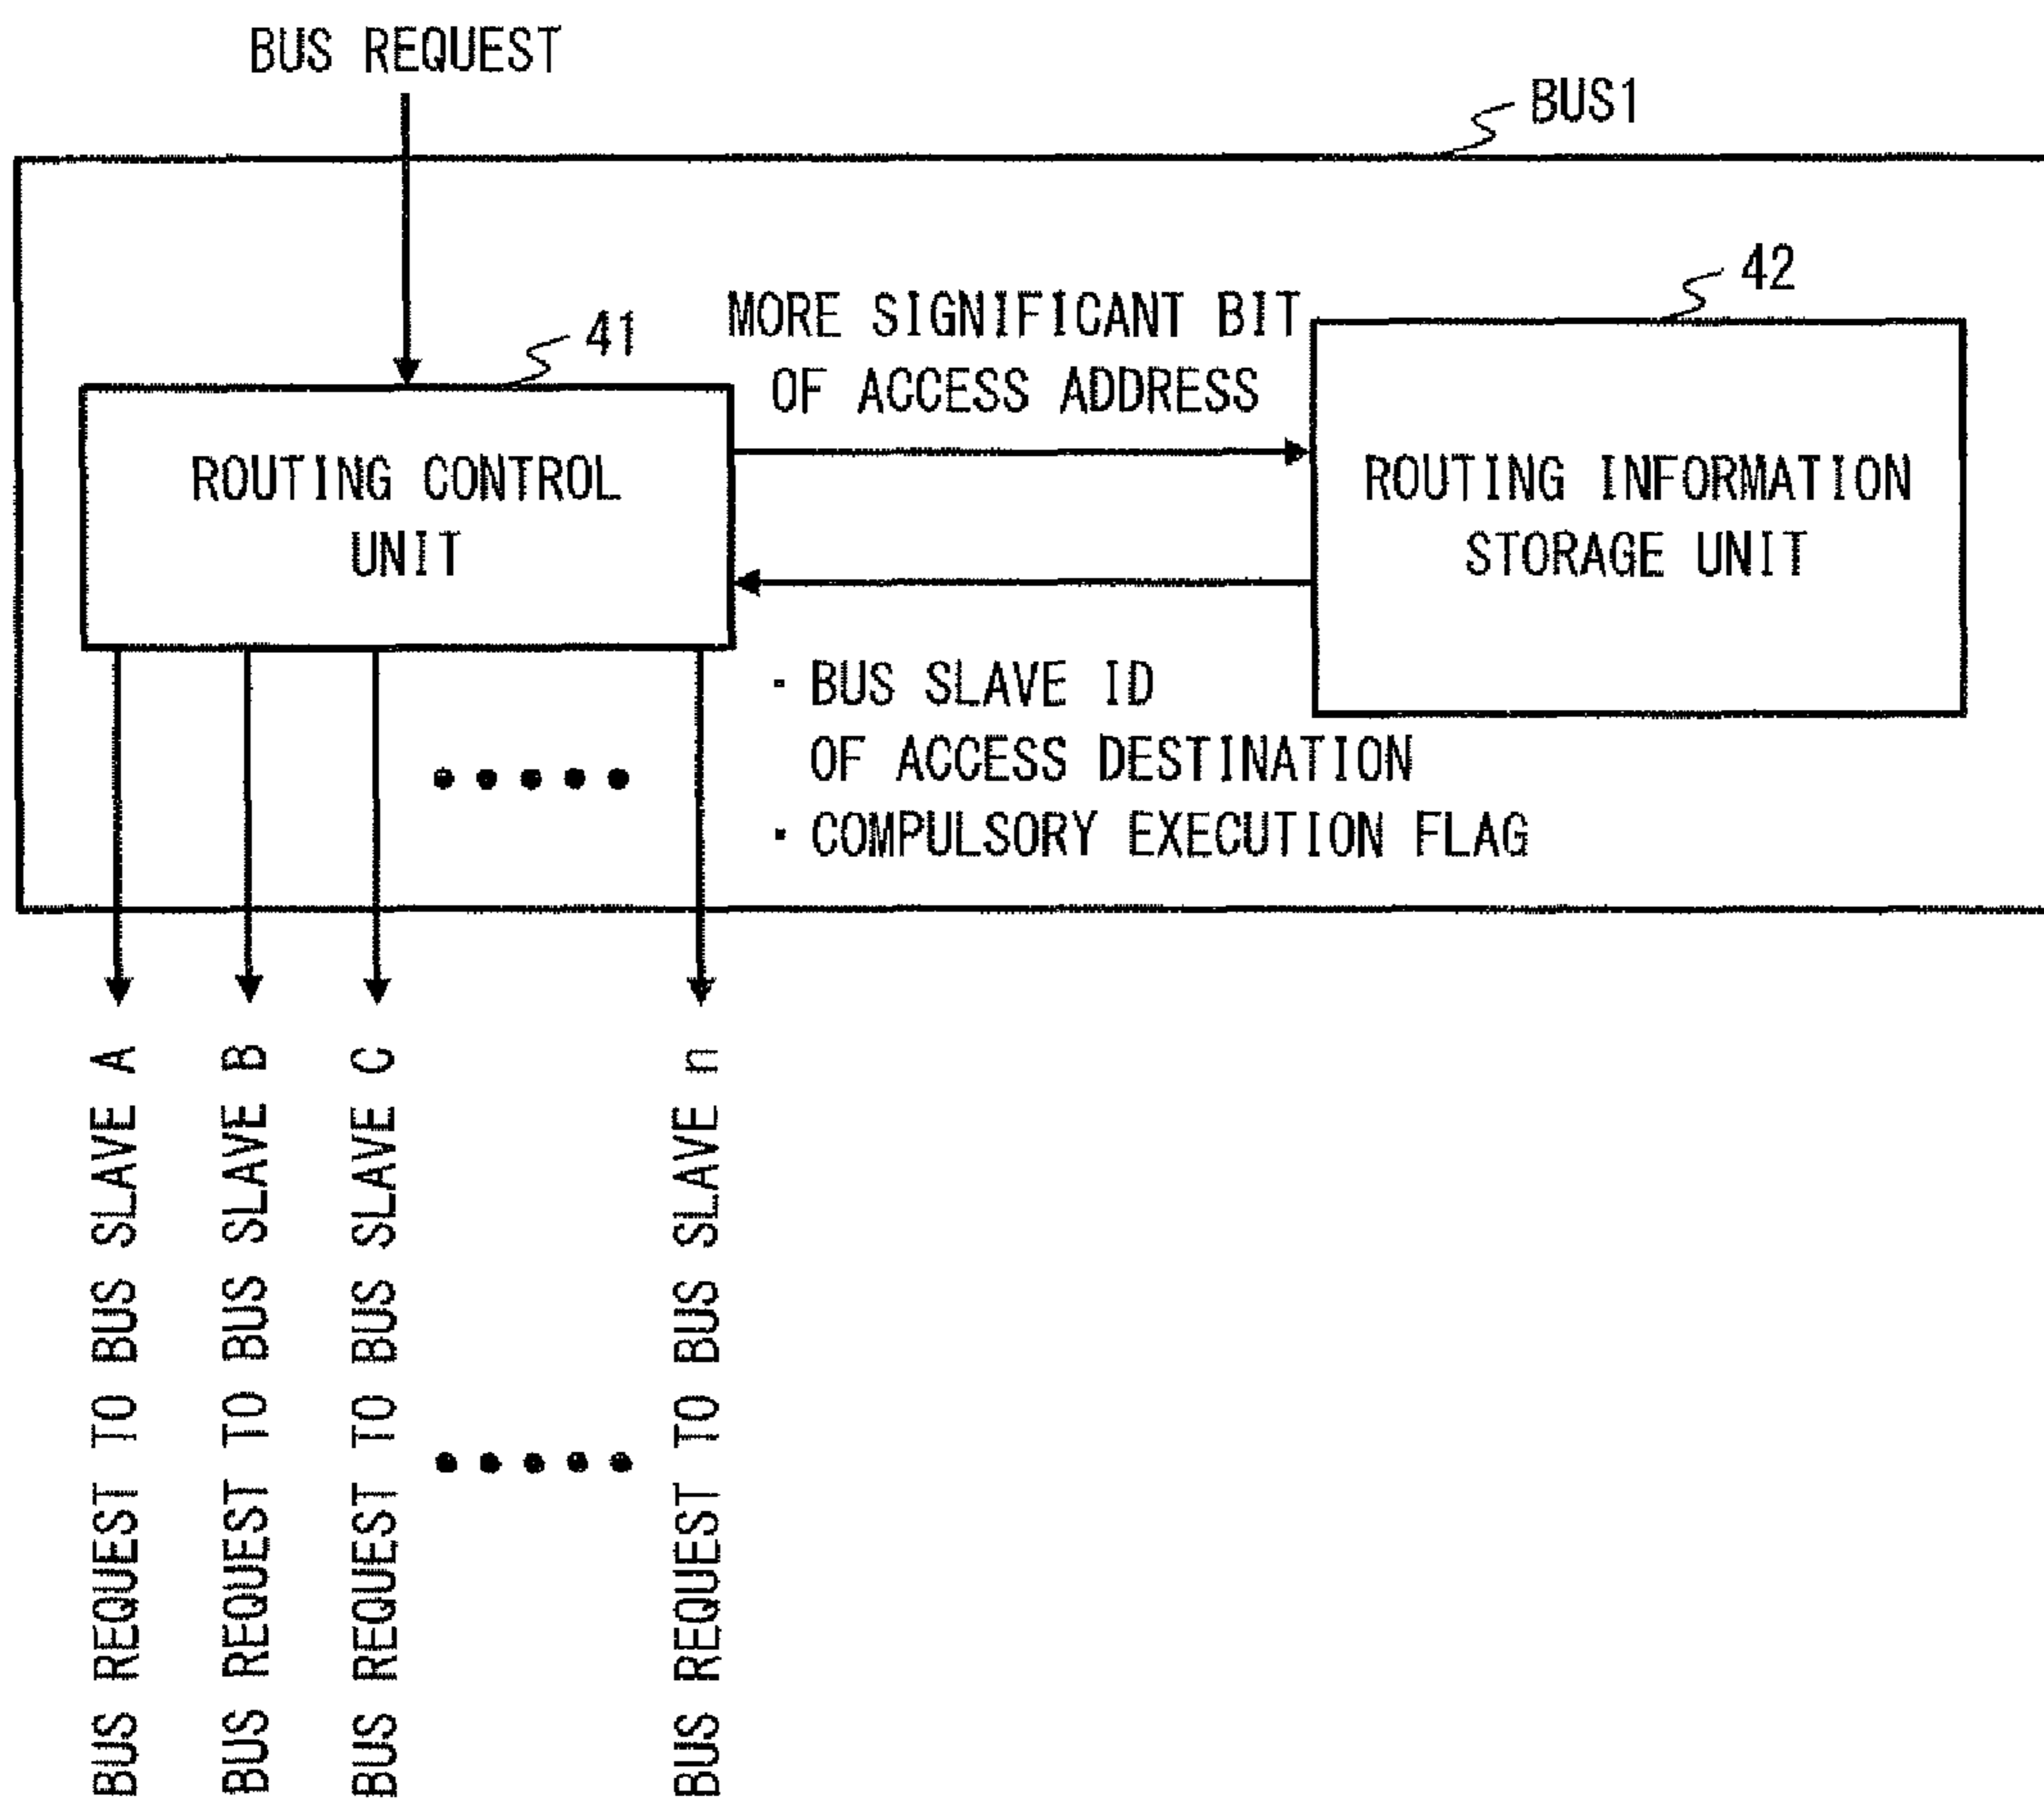 BUS REQUEST
BUS1
42
41
MORE SIGNIFICANT BIT
OF ACCESS ADDRESS
ROUTING CONTROL
UNIT
ROUTING INFORMATION
STORAGE UNIT
・BUS SLAVE ID
OF ACCESS DESTINATION
・COMPULSORY EXECUTION FLAG
BUS REQUEST TO BUS SLAVE A
BUS REQUEST TO BUS SLAVE B
BUS REQUEST TO BUS SLAVE C
BUS REQUEST TO BUS SLAVE n